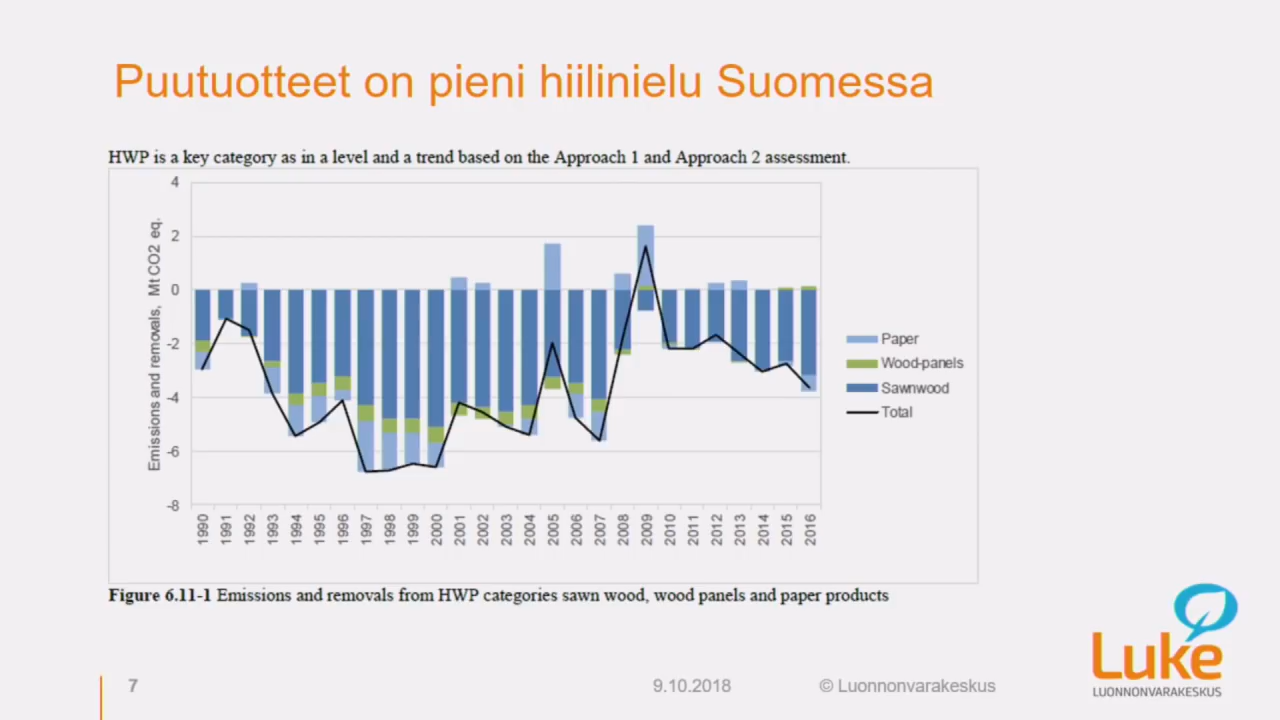 Puutuotteet on pieni hiilinielu Suomessa
HWP is a key category as in a level and a trend based on the Approach 1 and Approach 2 assessment.
Emissions and removals, Mt CO2 eq.
4
2
0
-2
-4
-6
-8
1990 1991 1992 1993 1994 1995 1996 1997 1998 1999 2000 2001 2002 2003 2004 2005 2006 2007 2008 2009 2010 2011 2012 2013 2014 2015 2016
Paper
Wood-panels
Sawnwood
Total
Figure 6.11-1 Emissions and removals from HWP categories sawn wood, wood panels and paper products
Luke
LUONNONVARAKESKUS
7 9.10.2018 © Luonnonvarakeskus